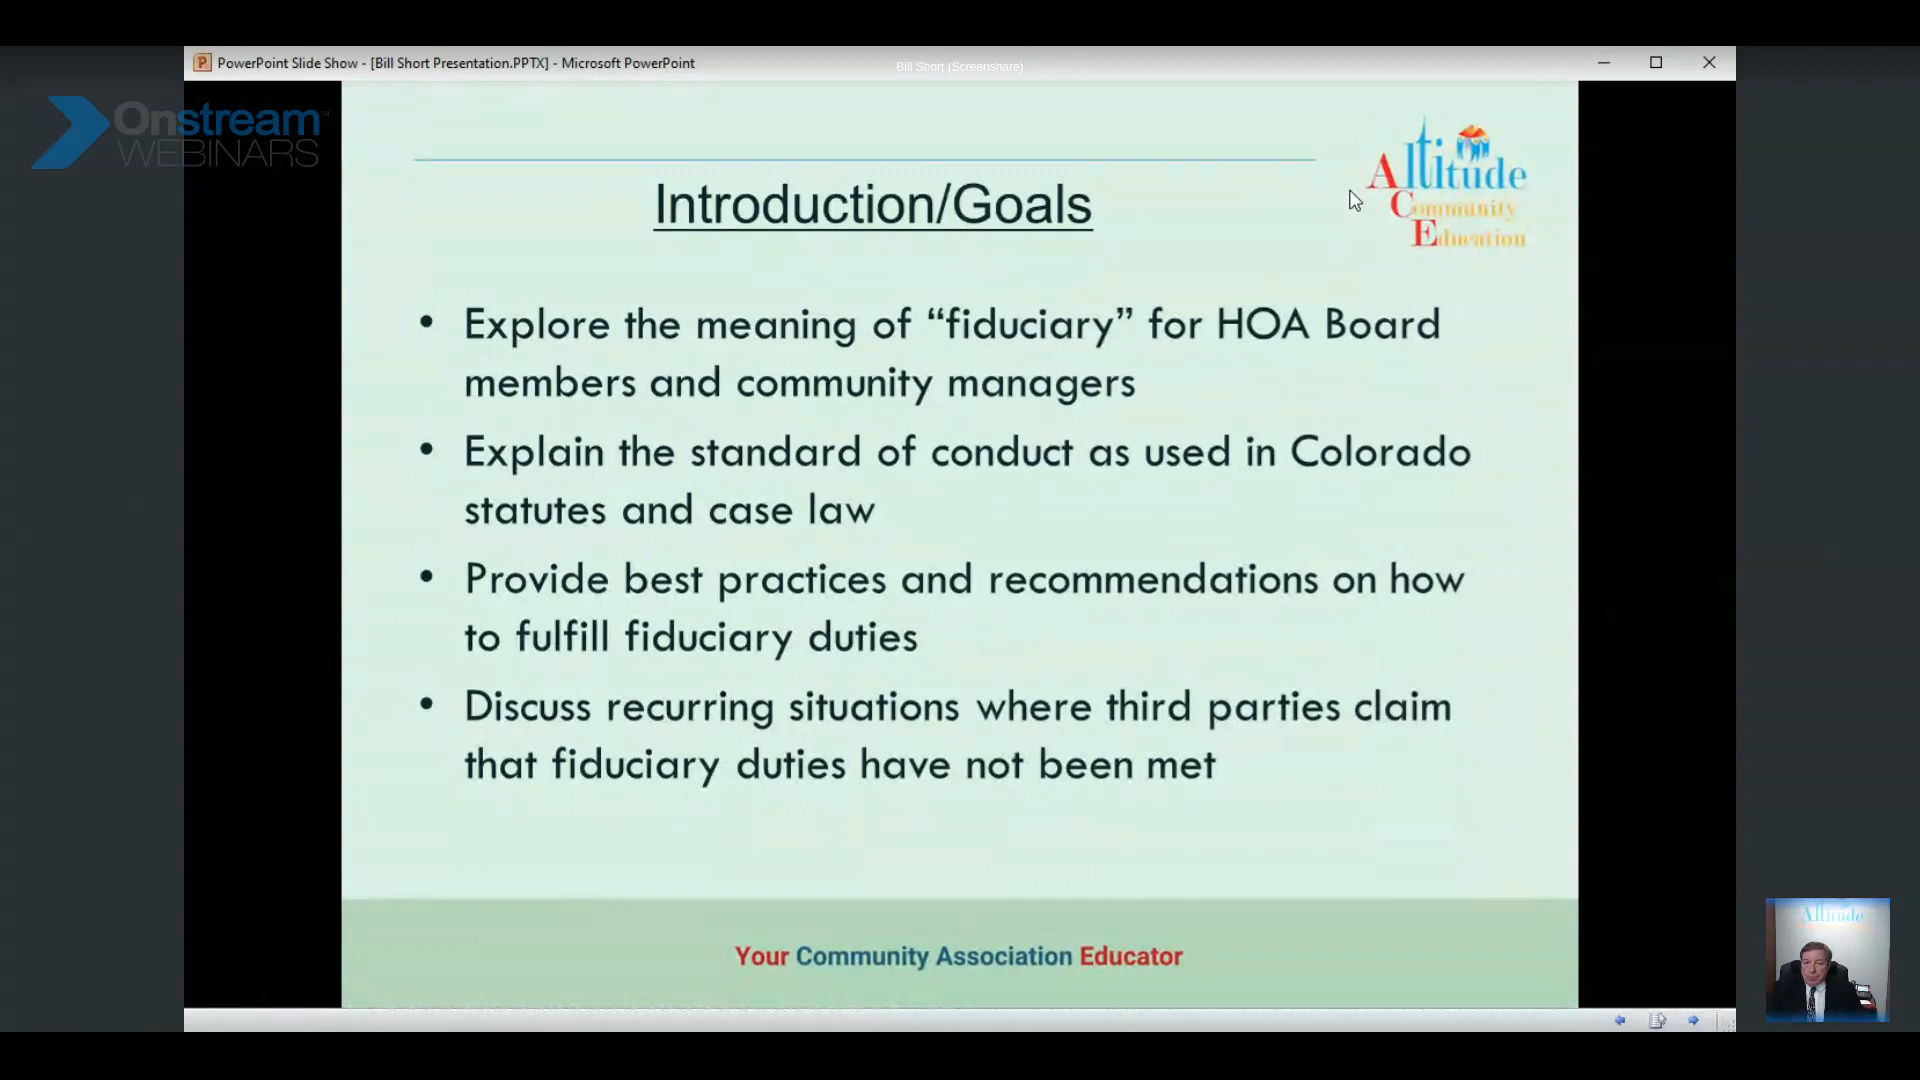 PowerPoint Slide Show - [Bill Short Presentation.PPTX] - Microsoft PowerPoint
Bill Short (Screenshare)
Onstream
WEBINARS
Altitude
Community
Education
Introduction/Goals
• Explore the meaning of “fiduciary” for HOA Board
members and community managers
• Explain the standard of conduct as used in Colorado
statutes and case law
• Provide best practices and recommendations on how
to fulfill fiduciary duties
• Discuss recurring situations where third parties claim
that fiduciary duties have not been met
Your Community Association Educator
Altitude